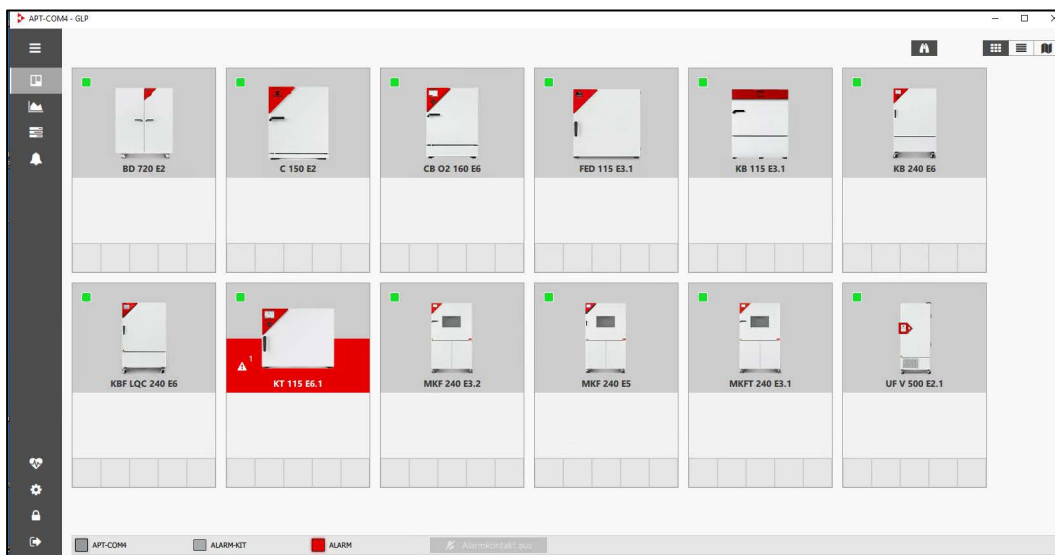 APT-COM4 - GLP
BD 720 E2
C 150 E2
CB O2 160 E6
FED 115 E3.1
KB 115 E3.1
KB 240 E6
KBF LQC 240 E6
1
KT 115 E6.1
MKF 240 E3.2
MKF 240 E5
MKFT 240 E3.1
UF V 500 E2.1
APT-COM4
ALARM-KIT
ALARM
Alarmkontakt aus